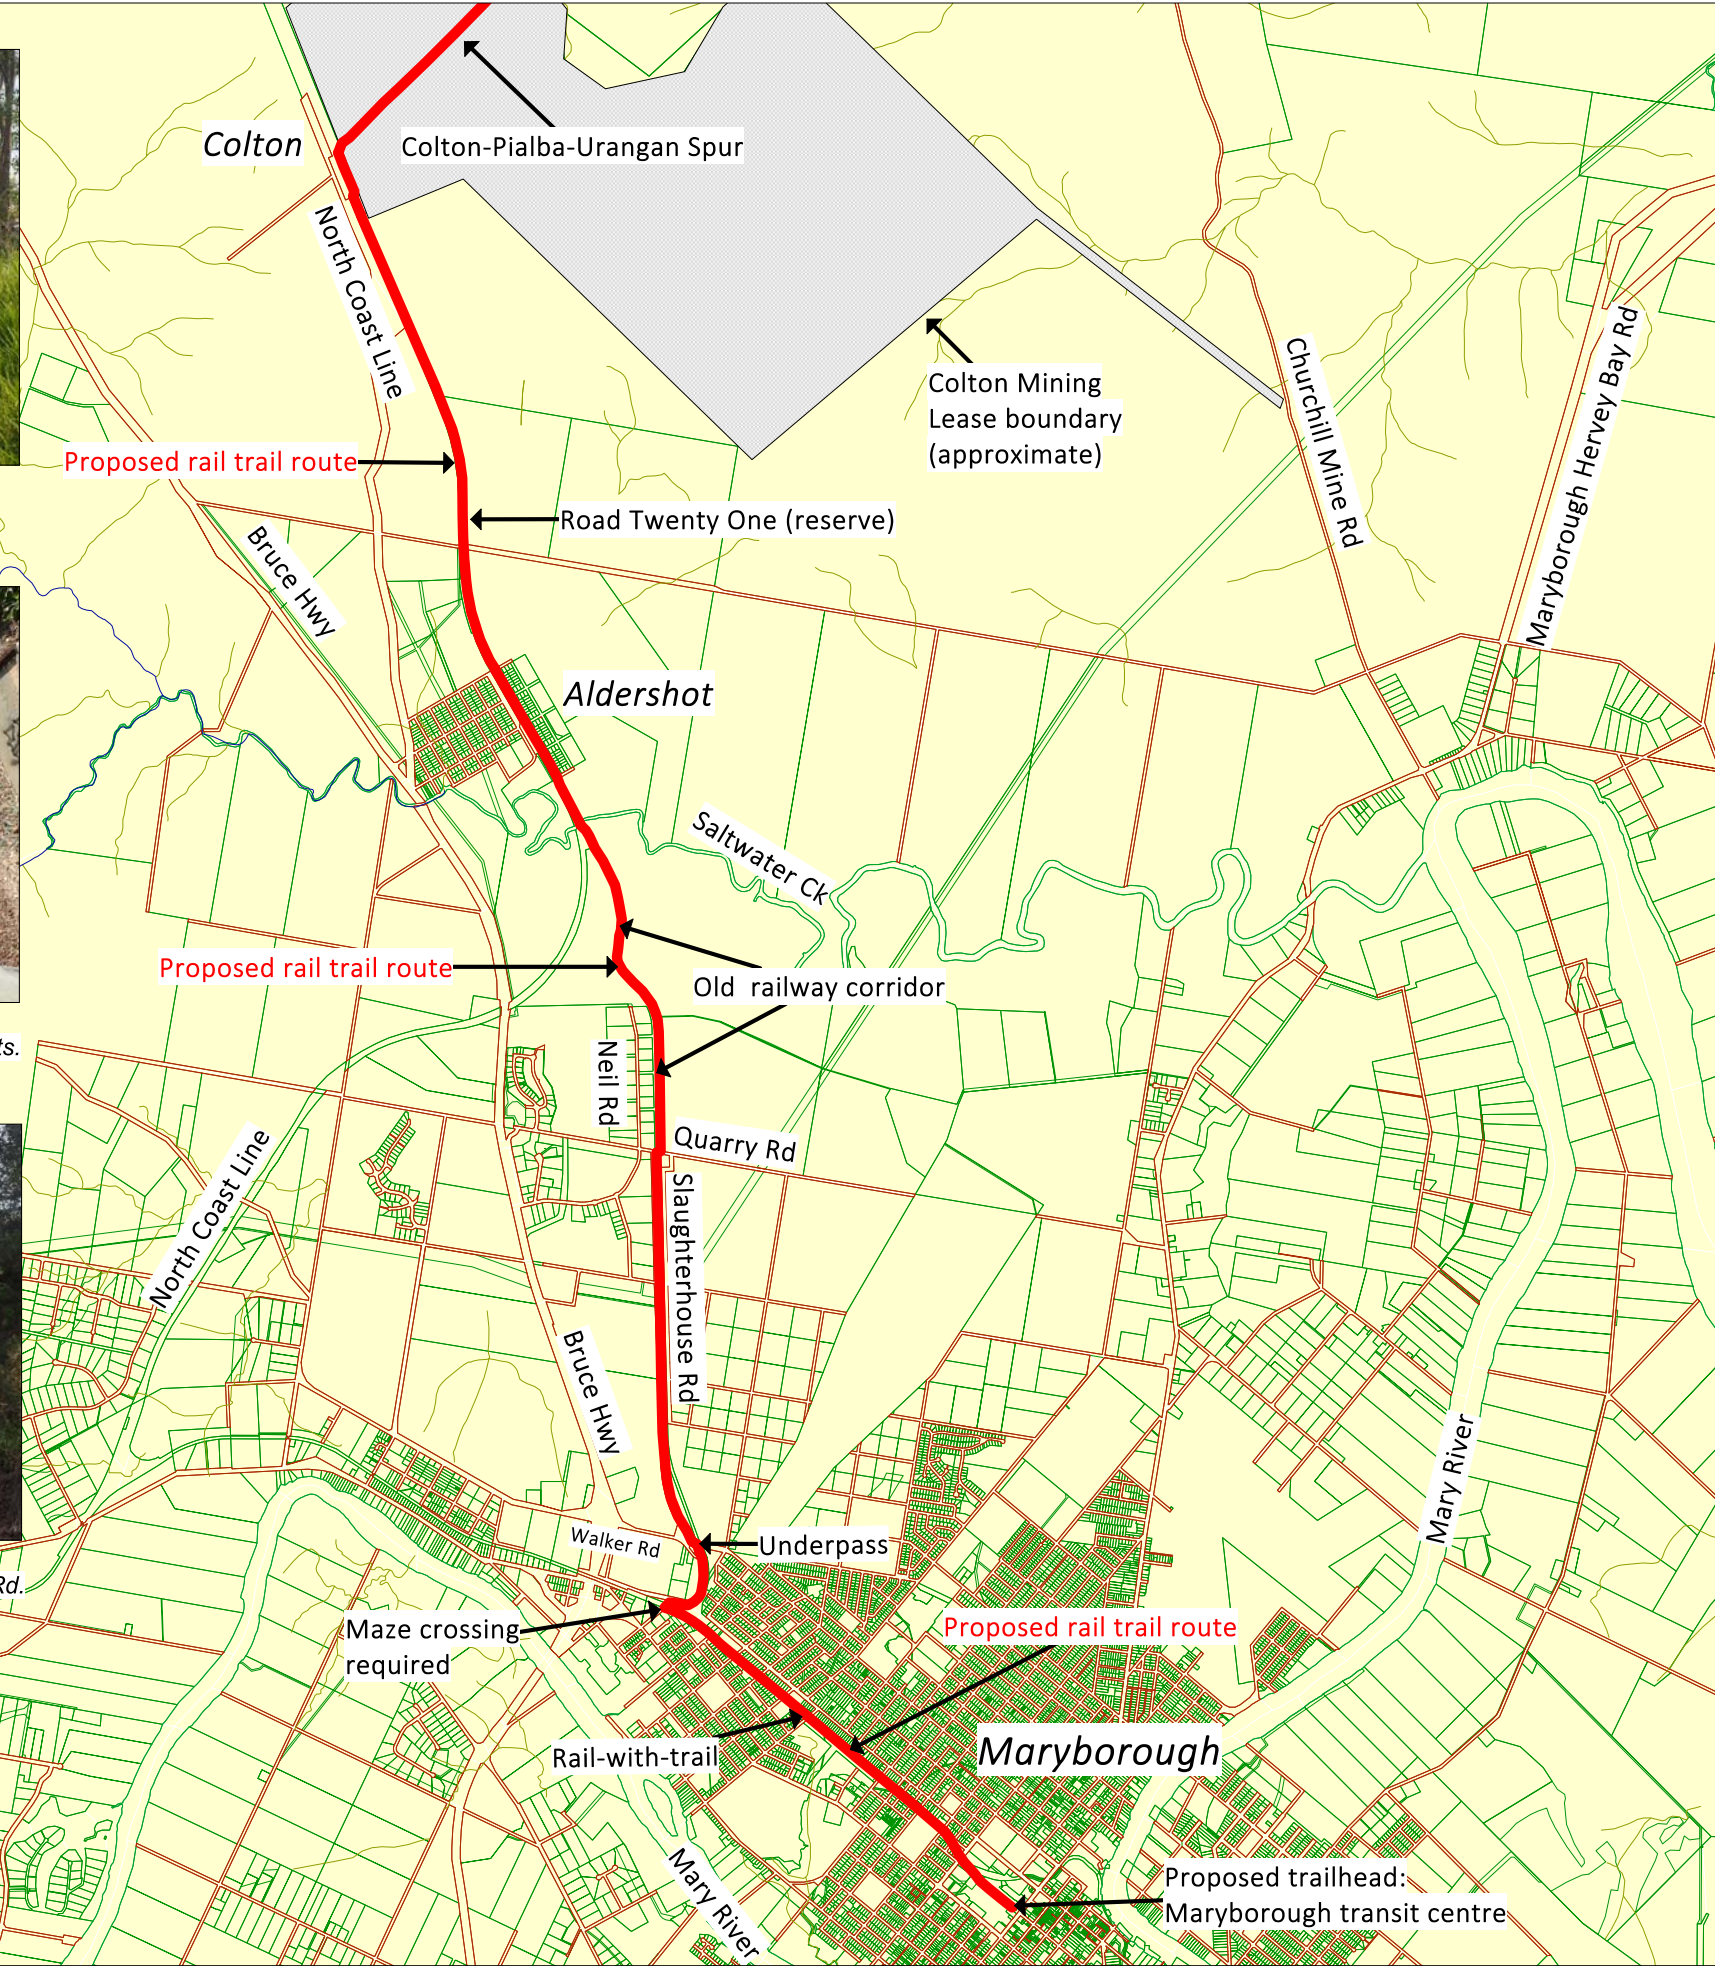 Colton
Colton-Pialba-Urangan Spur
North Coast Line
Colton Mining
Lease boundary
(approximate)
Churchill Mine Rd
Maryborough Hervey Bay Rd
Proposed rail trail route
Road Twenty One (reserve)
Bruce Hwy
Aldershot
Saltwater Ck
Proposed rail trail route
Old railway corridor
ts.
Neil Rd
Quarry Rd
North Coast Line
Slaughterhouse Rd
Bruce Hwy
Mary River
Walker Rd
Underpass
Rd.
Maze crossing
required
Proposed rail trail route
Rail-with-trail
Maryborough
Mary River
Proposed trailhead:
Maryborough transit centre